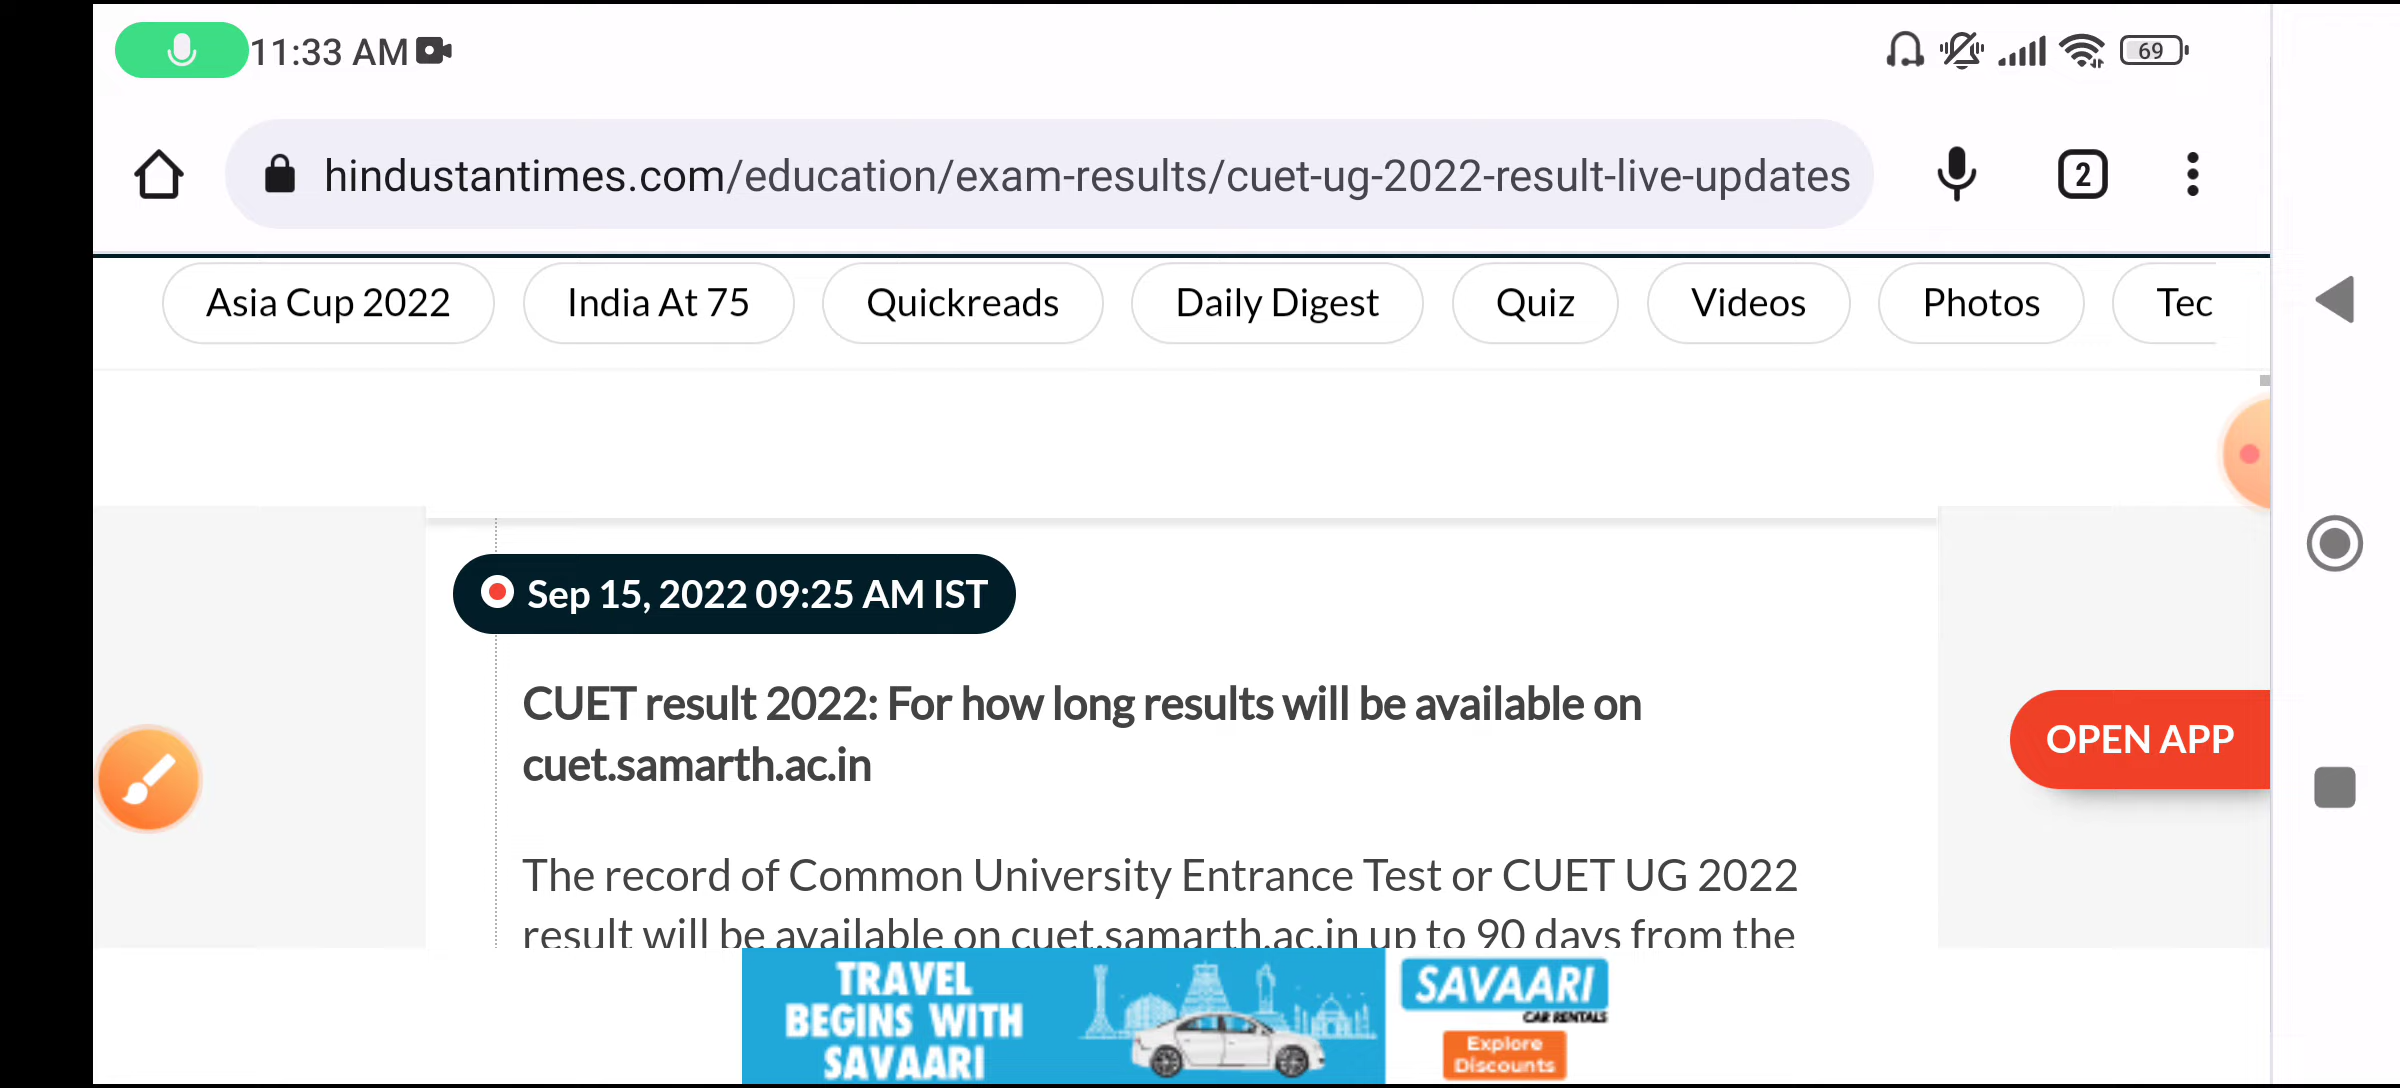 11:33 AM
69
hindustantimes.com/education/exam-results/cuet-ug-2022-result-live-updates
2
Asia Cup 2022
India At 75
Quickreads
Daily Digest
Quiz
Videos
Photos
Tec
Sep 15, 2022 09:25 AM IST
CUET result 2022: For how long results will be available on
cuet.samarth.ac.in
OPEN APP
The record of Common University Entrance Test or CUET UG 2022
result will be available on cuet.samarth.ac.in up to 90 days from the
TRAVEL
BEGINS WITH
SAVAARI
SAVAARI
CAR RENTALS
Explore
Discounts